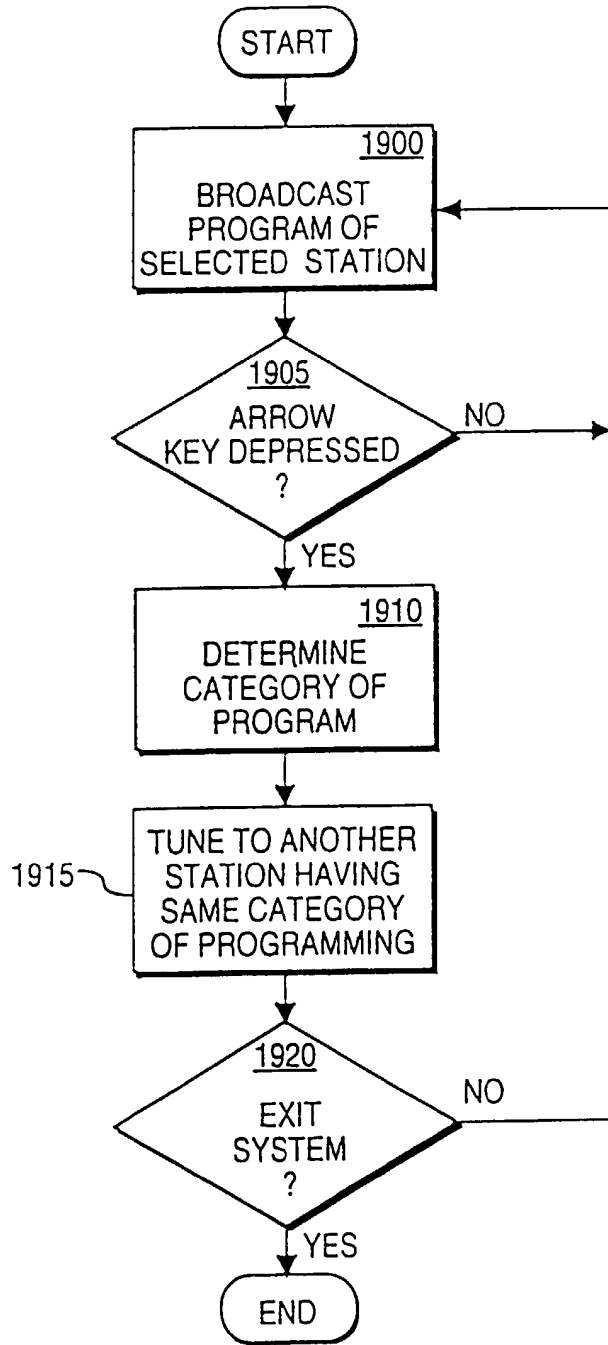 START
1900
BROADCAST
PROGRAM OF
SELECTED STATION
1905
ARROW
KEY DEPRESSED
?
NO
YES
1910
DETERMINE
CATEGORY OF
PROGRAM
1915
TUNE TO ANOTHER
STATION HAVING
SAME CATEGORY
OF PROGRAMMING
1920
EXIT
SYSTEM
?
NO
YES
END